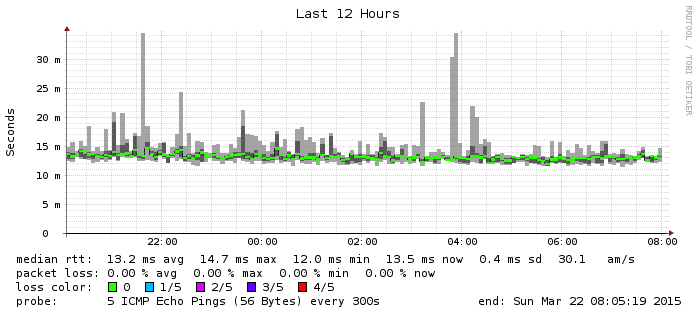 Last 12 Hours
RRDTOOL / TOBI OETIKER
Seconds
30 m
25 m
20 m
15 m
10 m
5 m
0
22:00 00:00 02:00 04:00 06:00 08:00
median rtt: 13.2 ms avg 14.7 ms max 12.0 ms min 13.5 ms now 0.4 ms sd 30.1 am/s
packet loss: 0.00 % avg 0.00 % max 0.00 % min 0.00 % now
loss color: 0 1/5 2/5 3/5 4/5
probe: 5 ICMP Echo Pings (56 Bytes) every 300s end: Sun Mar 22 08:05:19 2015